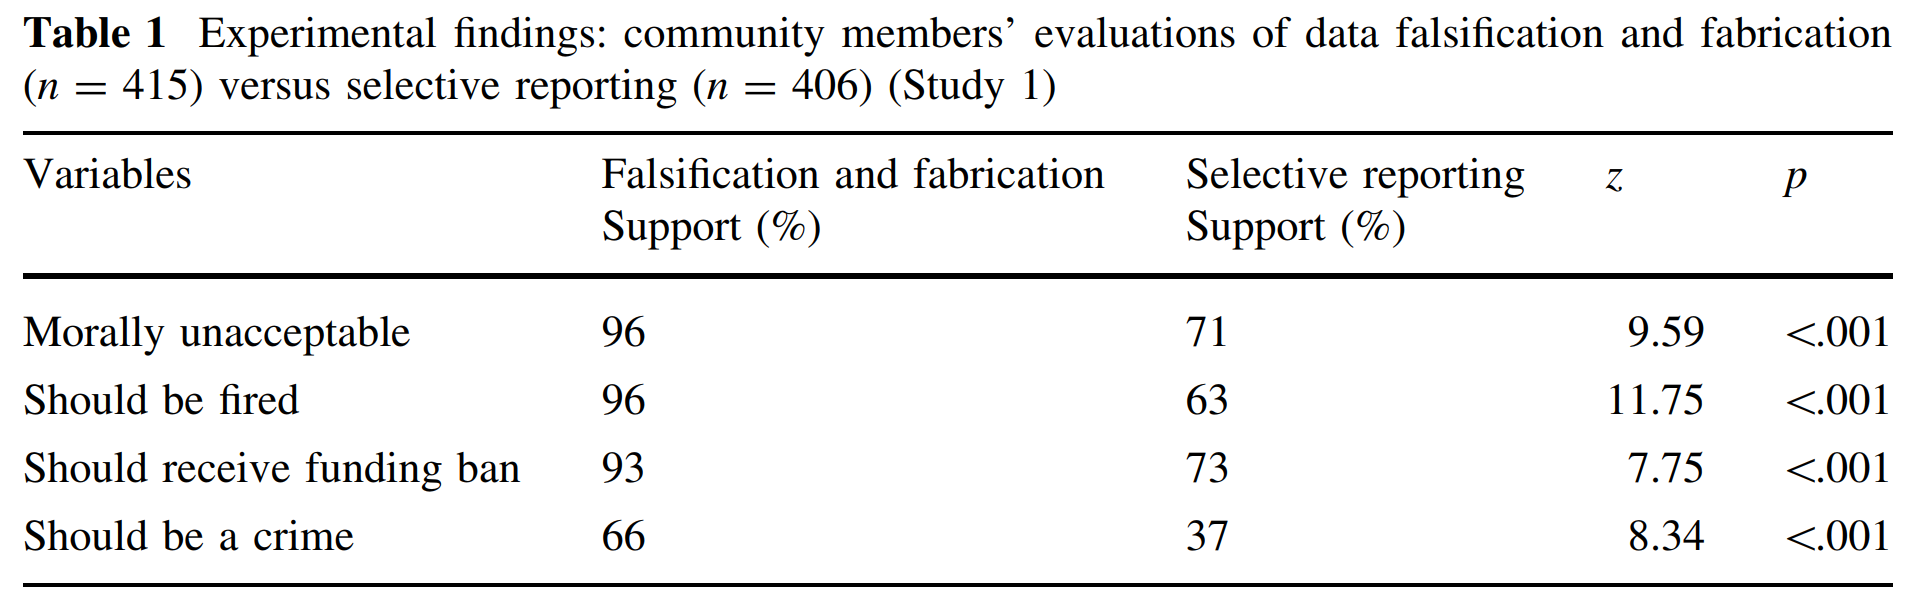 Table 1 Experimental findings: community members’ evaluations of data falsification and fabrication
(n = 415) versus selective reporting (n = 406) (Study 1)
Variables Falsification and fabrication Selective reporting z p
Support (%) Support (%)
Morally unacceptable 96 71 9.59 <.001
Should be fired 96 63 11.75 <.001
Should receive funding ban 93 73 7.75 <.001
Should be a crime 66 37 8.34 <.001